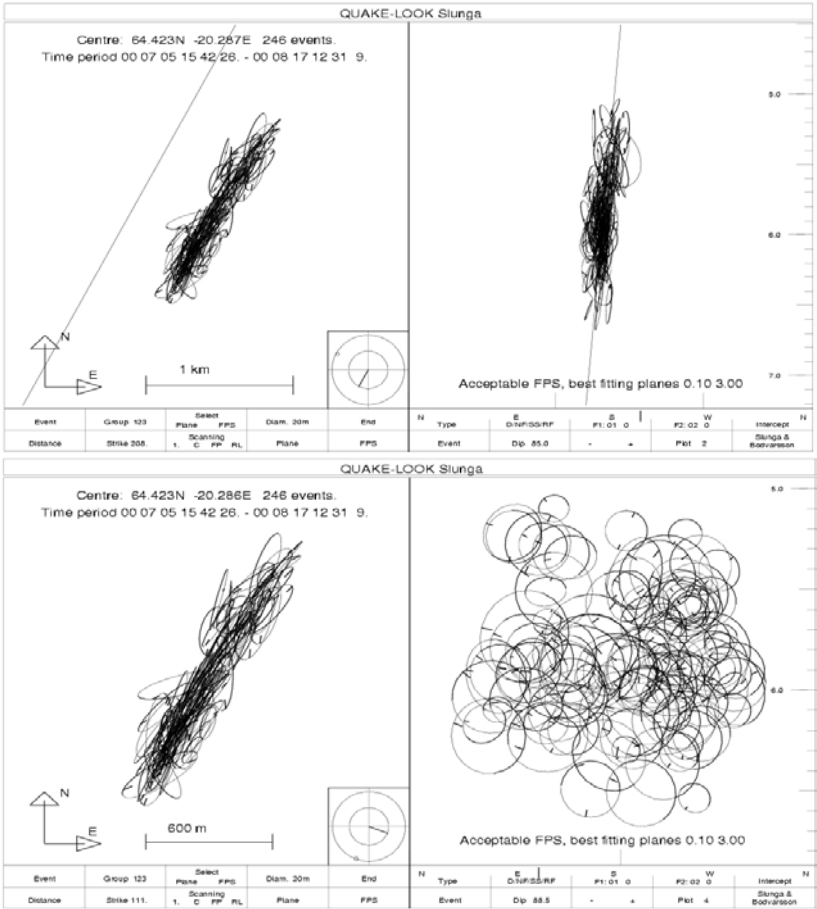 QUAKE-LOOK Slunga
Centre: 64.423N -20.287E 246 events.
Time period 00 07 05 15 42 26. - 00 08 17 12 31 9.
N
E
1 km
5.0
6.0
7.0
Acceptable FPS, best fitting planes 0.10 3.00
Event Group 123 Select Plane FPS Diam. 20m End
Distance Strike 208. Scanning 1. C FP RL Plane FPS
N E S W N
Type D/NF/SS/RF F1: 01 0 F2: 02 0 Intercept
Event Dip 85.0 - + Plot 2 Slunga & Bodvarsson
QUAKE-LOOK Slunga
Centre: 64.423N -20.286E 246 events.
Time period 00 07 05 15 42 26. - 00 08 17 12 31 9.
N
E
600 m
5.0
6.0
Acceptable FPS, best fitting planes 0.10 3.00
Event Group 123 Select Plane FPS Diam. 20m End
Distance Strike 111. Scanning 1. C FP RL Plane FPS
N E S W N
Type D/NF/SS/RF F1: 01 0 F2: 02 0 Intercept
Event Dip 88.5 - + Plot 4 Slunga & Bodvarsson